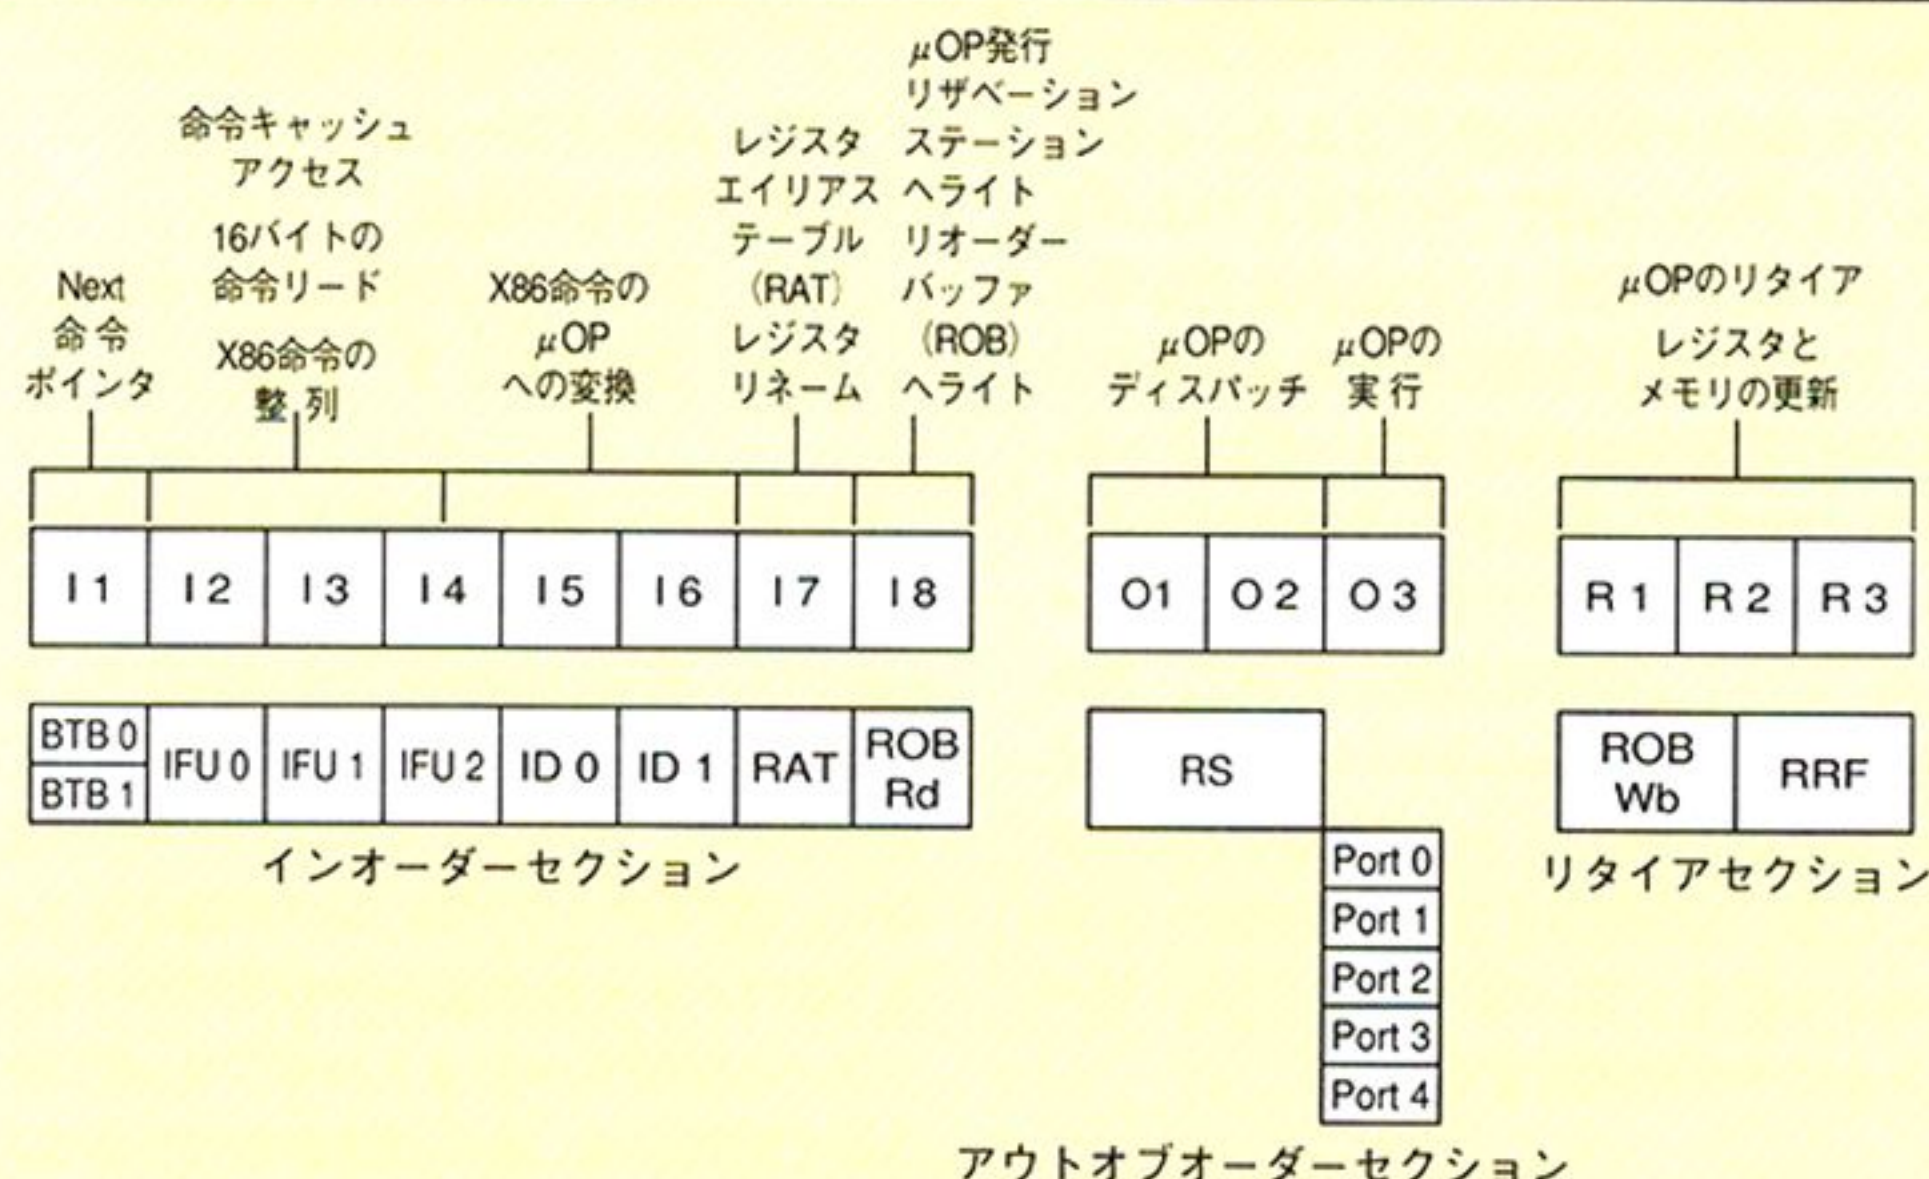 Next
命令
ポインタ
命令キャッシュ
アクセス
16バイトの
命令リード
X86命令の
整列
X86命令の
μOP
への変換
レジスタ
エイリアス
テーブル
(RAT)
レジスタ
リネーム
μOP発行
リザベーション
ステーション
へライト
リオーダー
バッファ
(ROB)
へライト
μOPの
ディスパッチ
μOPの
実行
μOPのリタイア
レジスタと
メモリの更新
I1 I2 I3 I4 I5 I6 I7 I8
O1 O2 O3
R1 R2 R3
BTB 0
BTB 1
IFU 0 IFU 1 IFU 2 ID 0 ID 1 RAT
ROB
Rd
RS
ROB
Wb
RRF
インオーダーセクション
Port 0
Port 1
Port 2
Port 3
Port 4
アウトオブオーダーセクション
リタイアセクション